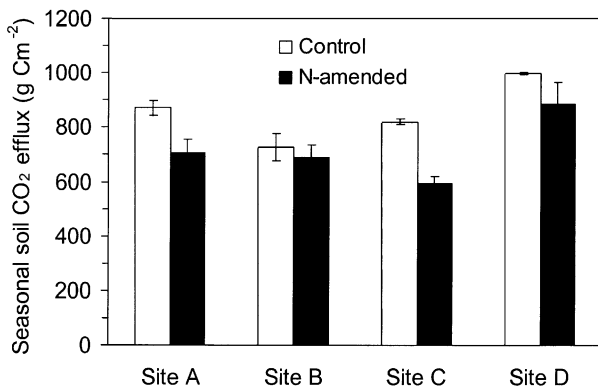 Seasonal soil CO₂ efflux (g Cm⁻²)
1200
1000
800
600
400
200
0
Control
N-amended
Site A Site B Site C Site D